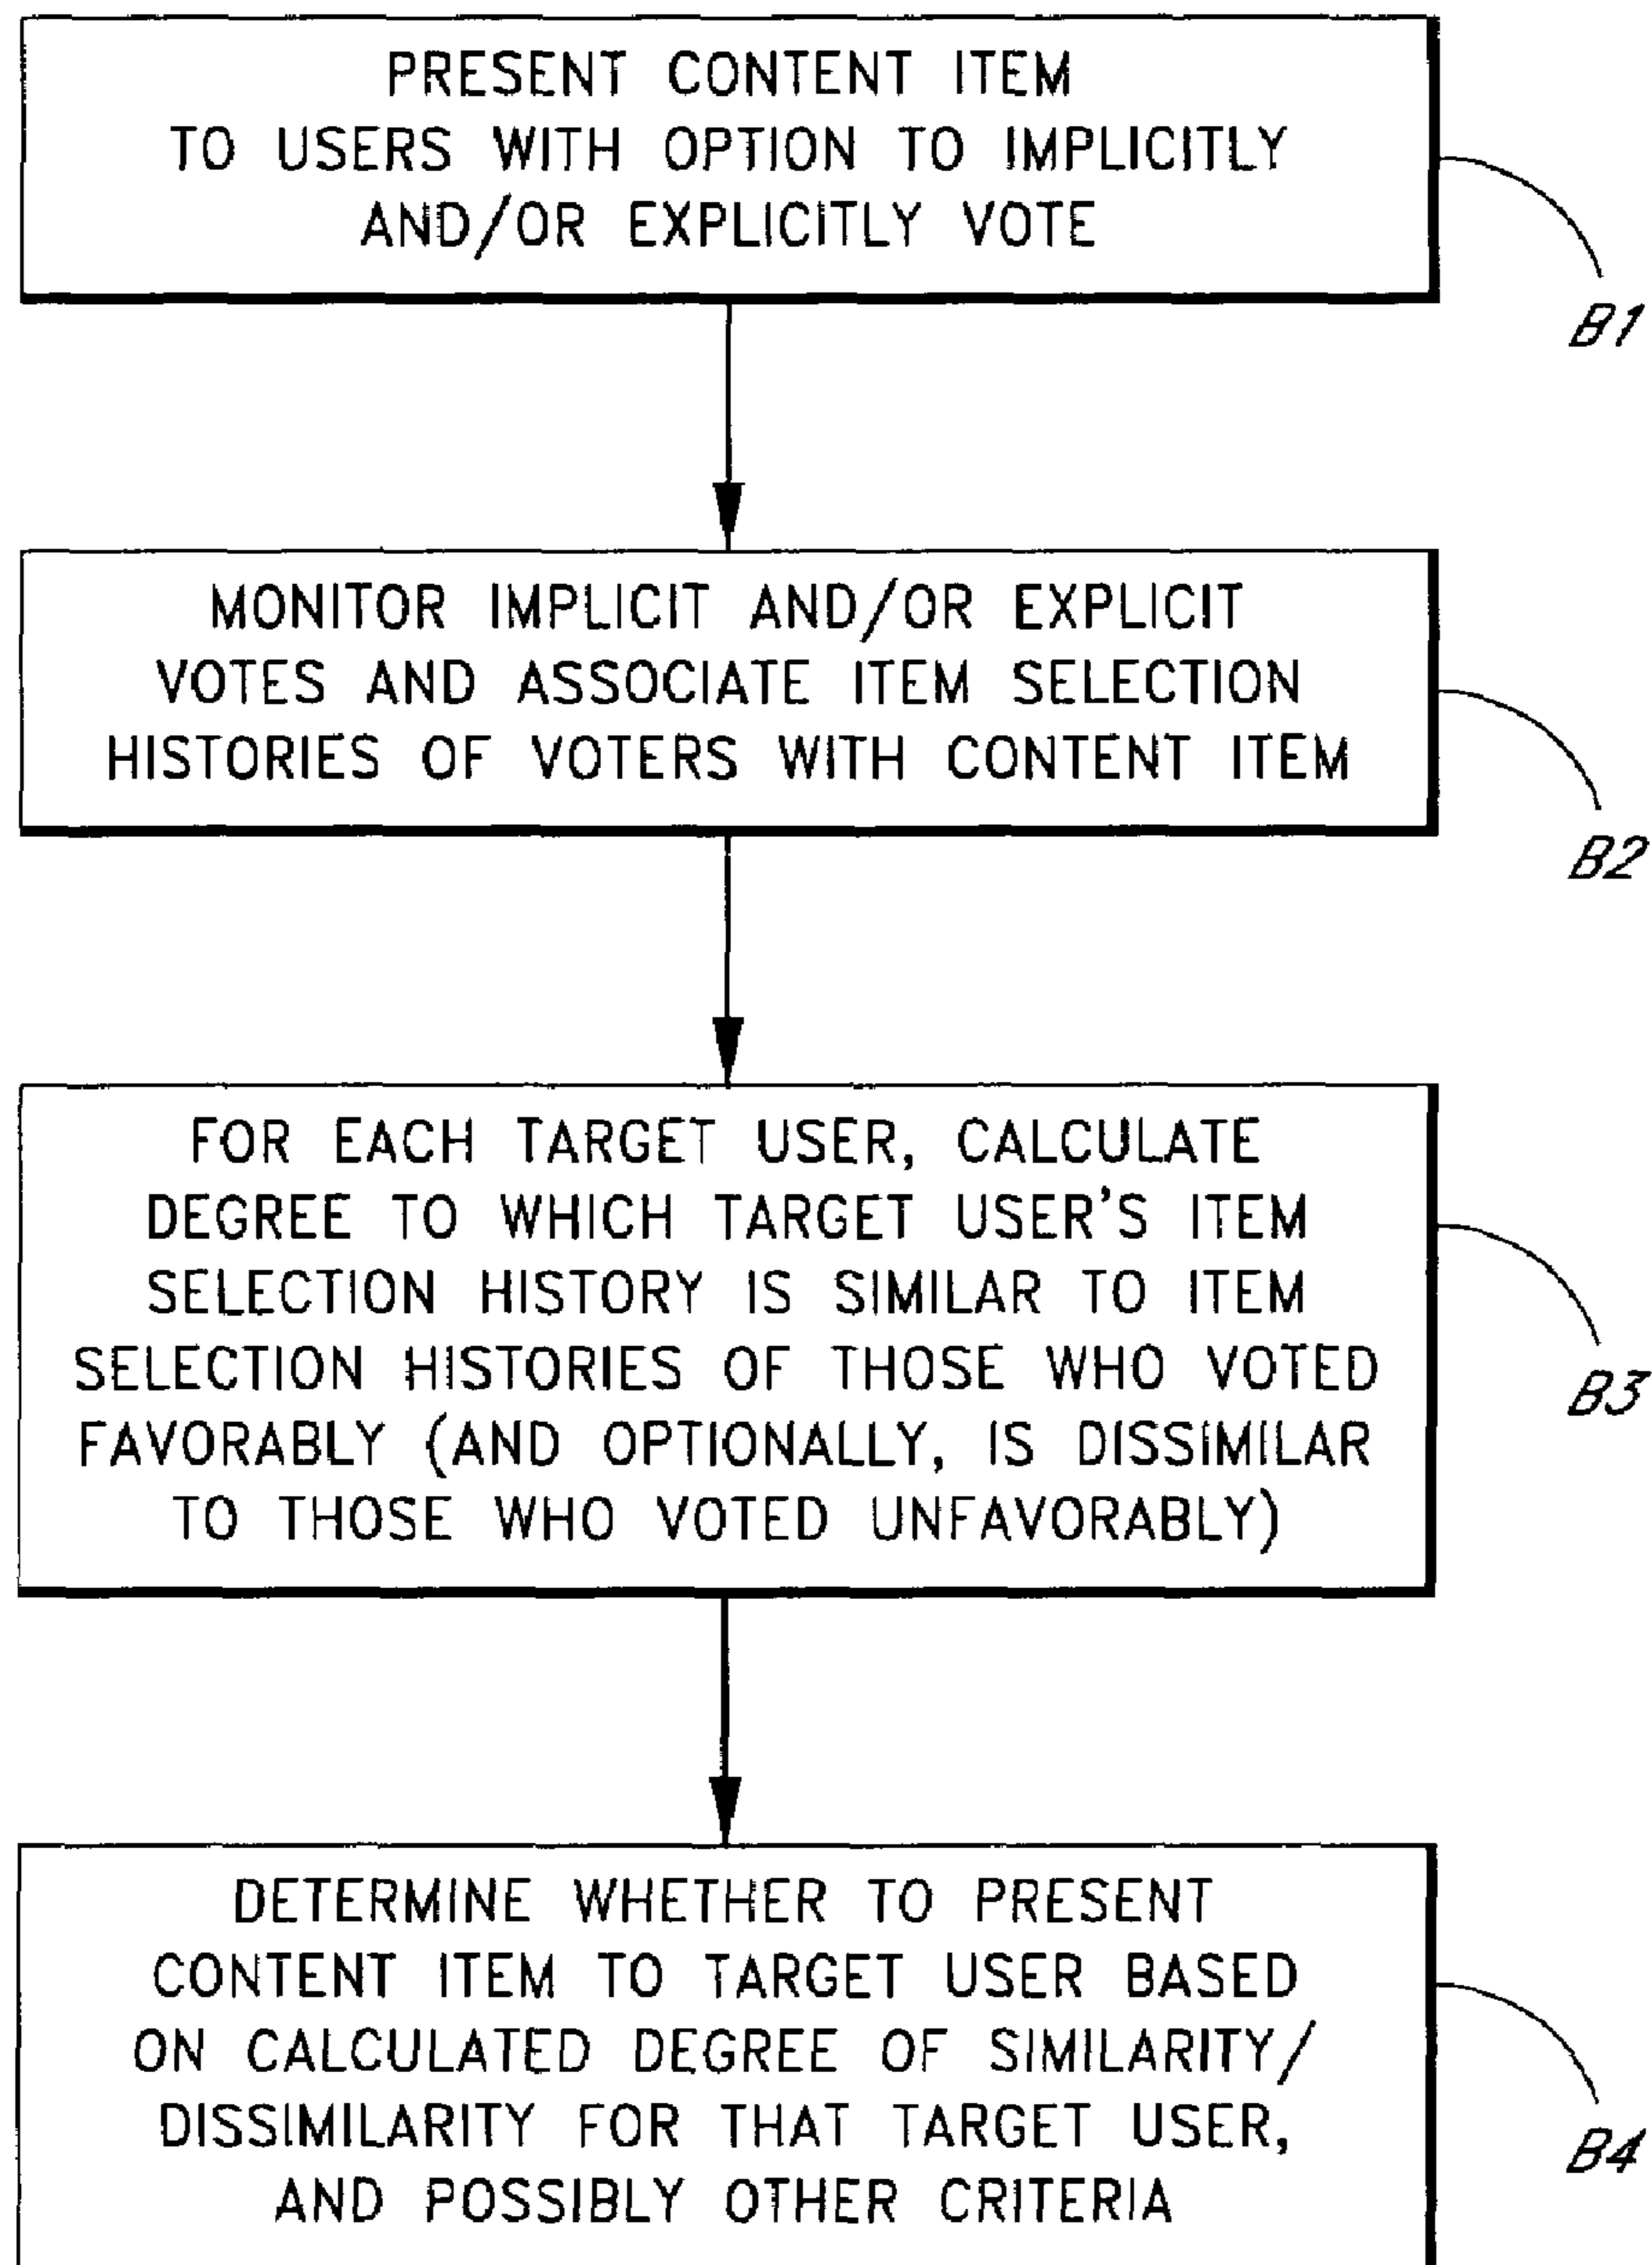 PRESENT CONTENT ITEM
TO USERS WITH OPTION TO IMPLICITLY
AND/OR EXPLICITLY VOTE
B1
MONITOR IMPLICIT AND/OR EXPLICIT
VOTES AND ASSOCIATE ITEM SELECTION
HISTORIES OF VOTERS WITH CONTENT ITEM
B2
FOR EACH TARGET USER, CALCULATE
DEGREE TO WHICH TARGET USER'S ITEM
SELECTION HISTORY IS SIMILAR TO ITEM
SELECTION HISTORIES OF THOSE WHO VOTED
FAVORABLY (AND OPTIONALLY, IS DISSIMILAR
TO THOSE WHO VOTED UNFAVORABLY)
B3
DETERMINE WHETHER TO PRESENT
CONTENT ITEM TO TARGET USER BASED
ON CALCULATED DEGREE OF SIMILARITY/
DISSIMILARITY FOR THAT TARGET USER,
AND POSSIBLY OTHER CRITERIA
B4